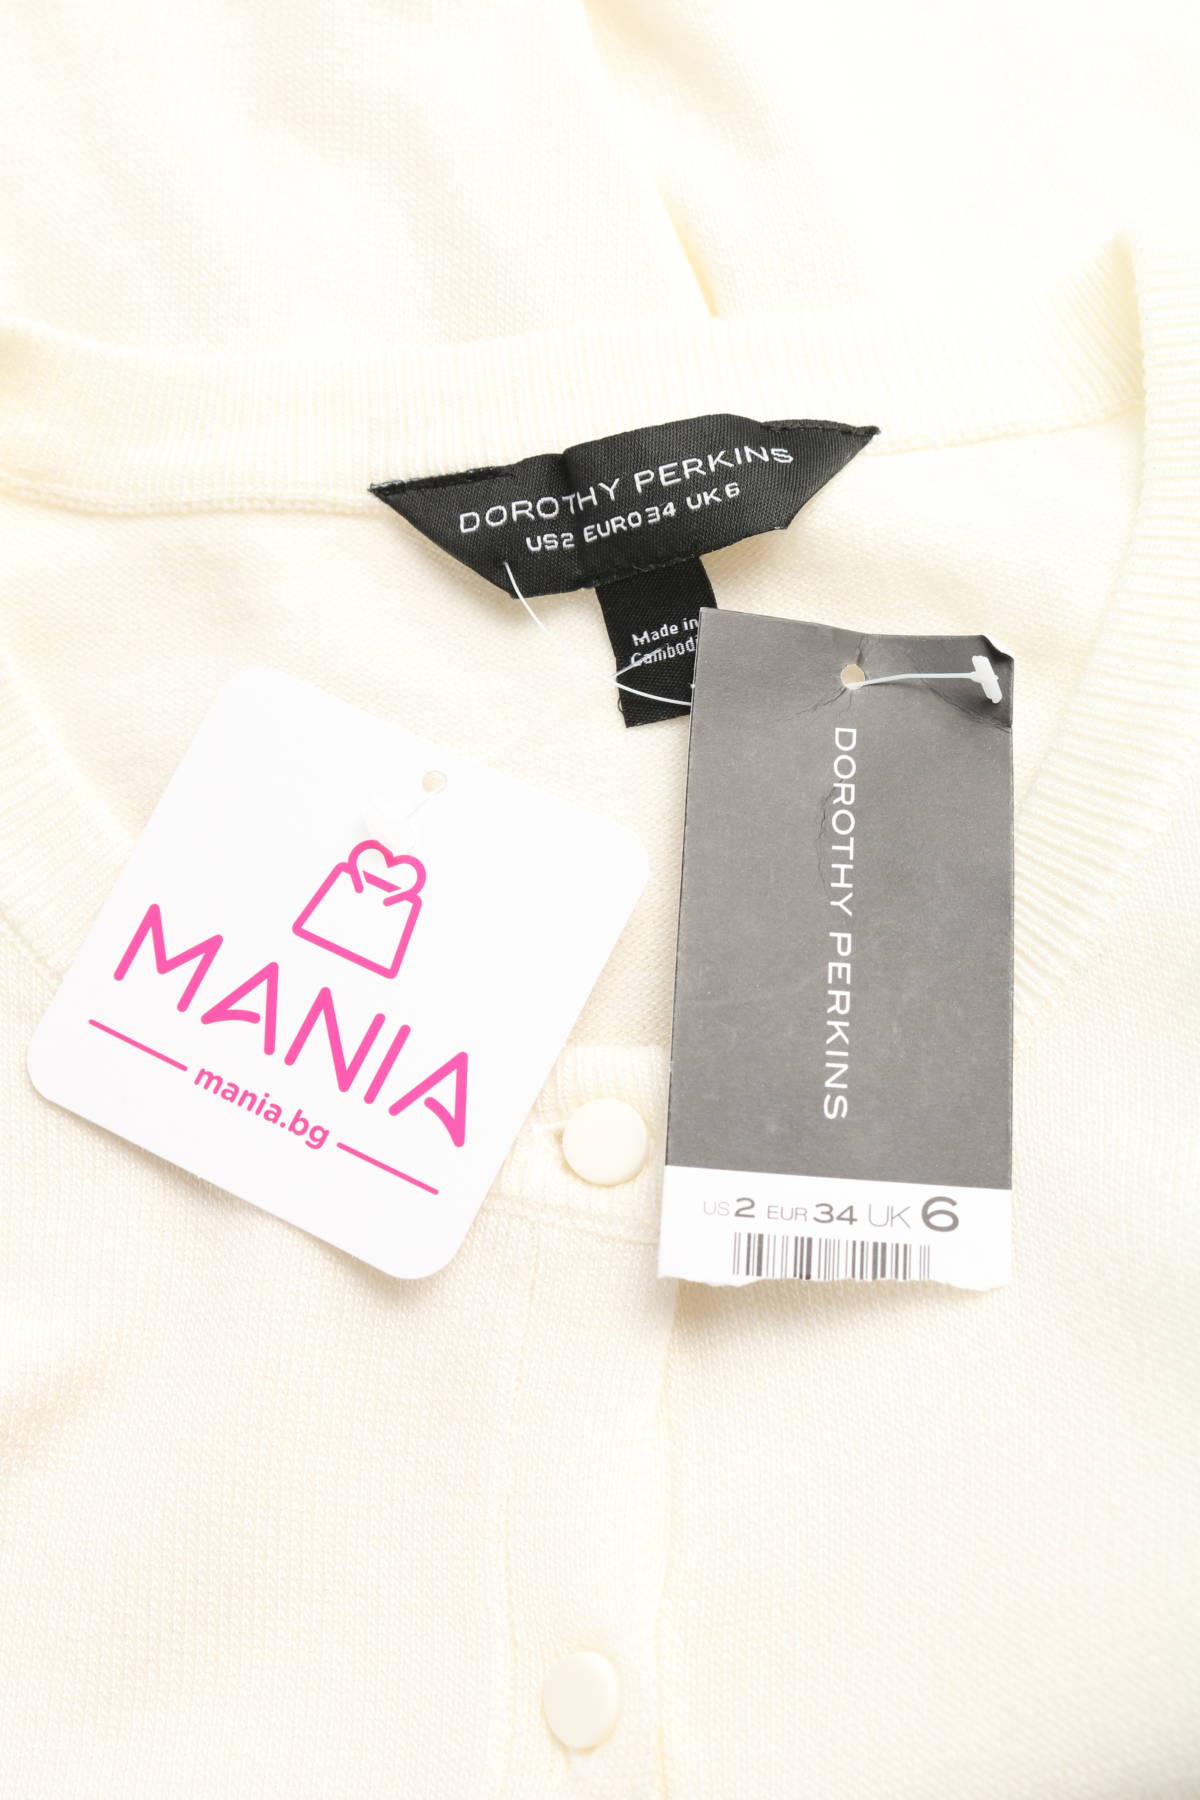 DOROTHY PERKINS
US2 EURO34 UK6
Made in
MANIA
mania.bg
DOROTHY PERKINS
US 2 EUR 34 UK 6